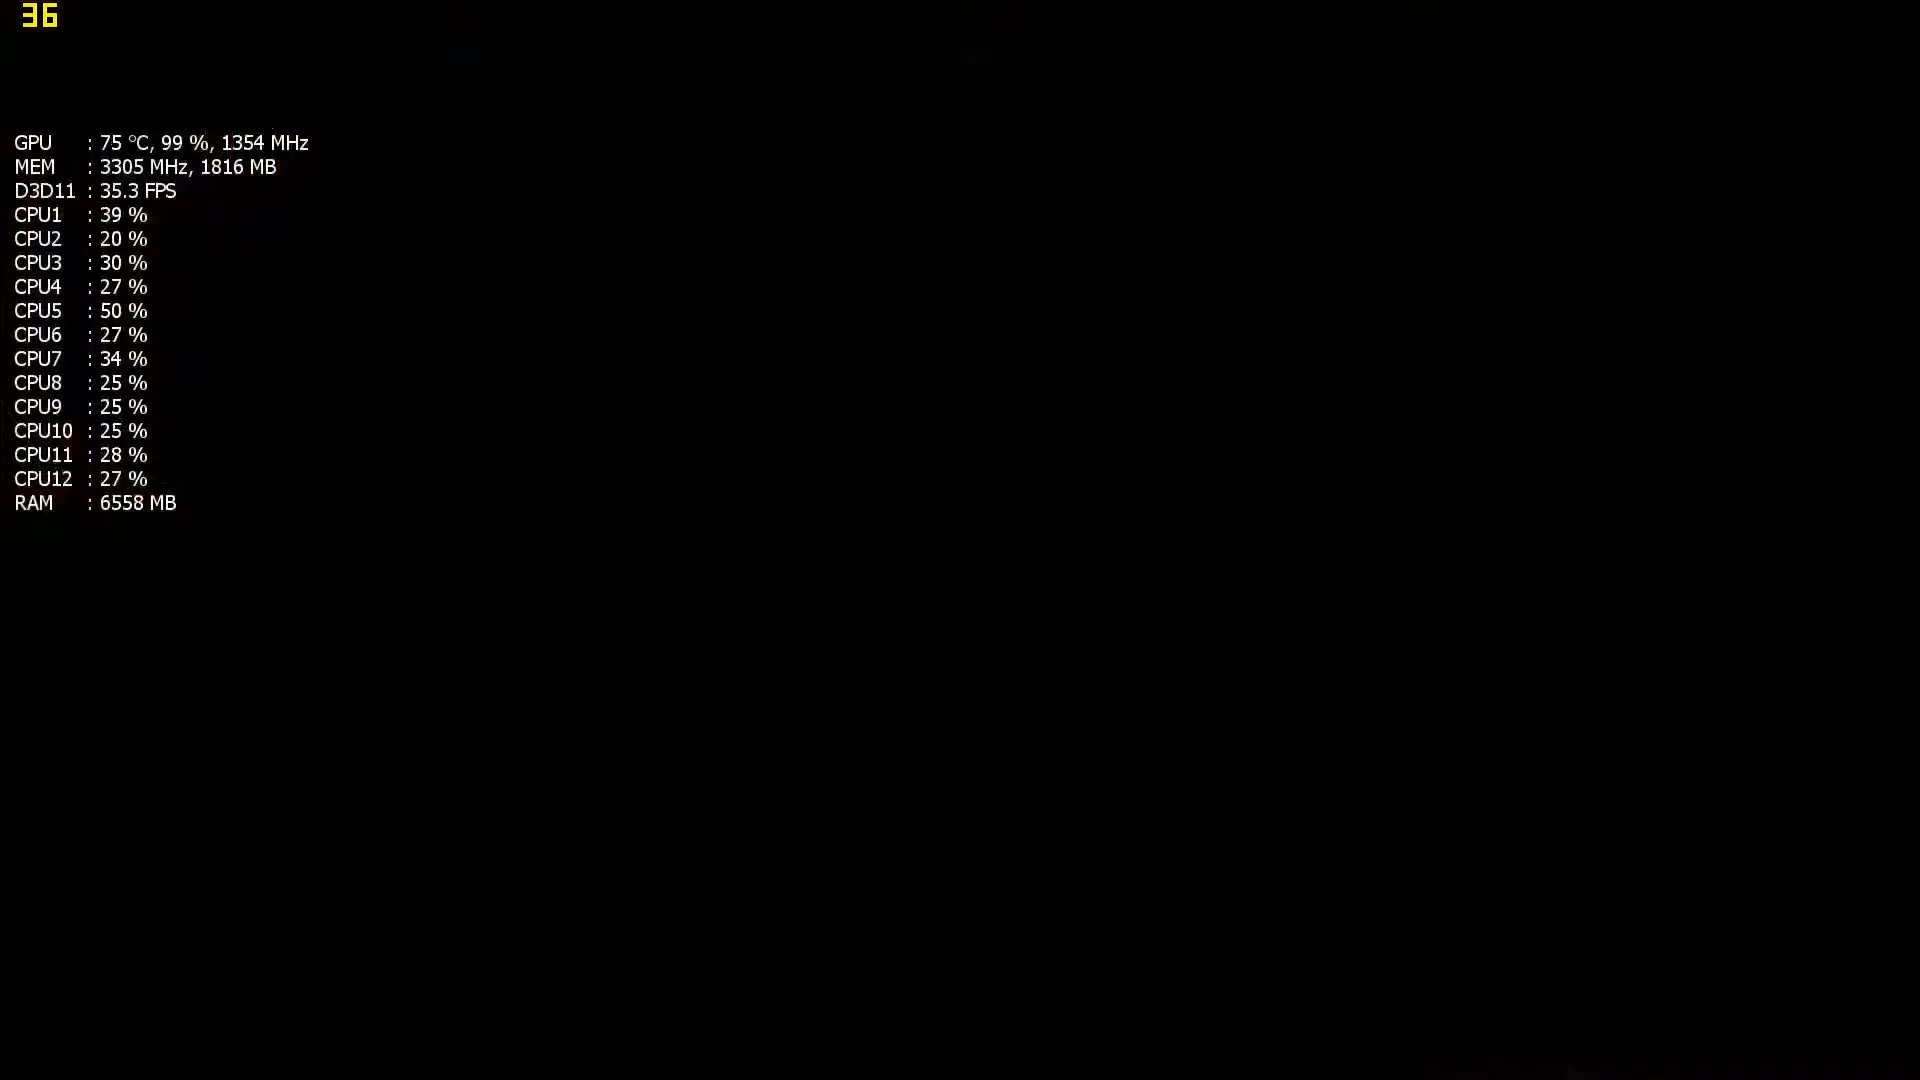 36
GPU : 75 °C, 99 %, 1354 MHz
MEM : 3305 MHz, 1816 MB
D3D11 : 35.3 FPS
CPU1 : 39 %
CPU2 : 20 %
CPU3 : 30 %
CPU4 : 27 %
CPU5 : 50 %
CPU6 : 27 %
CPU7 : 34 %
CPU8 : 25 %
CPU9 : 25 %
CPU10 : 25 %
CPU11 : 28 %
CPU12 : 27 %
RAM : 6558 MB